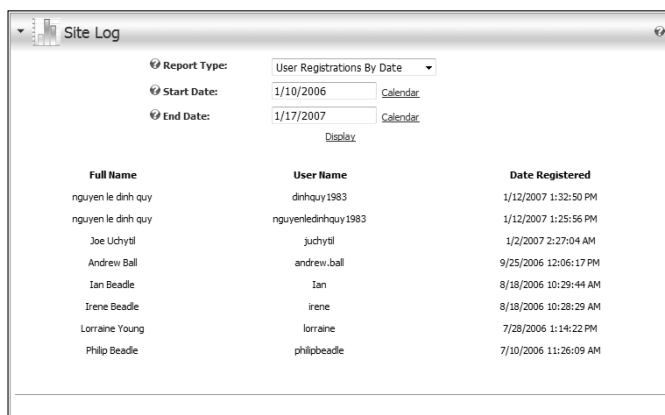 Site Log
Report Type: User Registrations By Date
Start Date: 1/10/2006 Calendar
End Date: 1/17/2007 Calendar
Display
Full Name User Name Date Registered
nguyen le dinh quy dinhquy1983 1/12/2007 1:32:50 PM
nguyen le dinh quy nguyenledinhquy1983 1/12/2007 1:25:56 PM
Joe Uchytil juchytil 1/2/2007 2:27:04 AM
Andrew Ball andrew.ball 9/25/2006 12:06:17 PM
Ian Beadle Ian 8/18/2006 10:29:44 AM
Irene Beadle irene 8/18/2006 10:28:29 AM
Lorraine Young lorraine 7/28/2006 1:14:22 PM
Philip Beadle philipbeadle 7/10/2006 11:26:09 AM